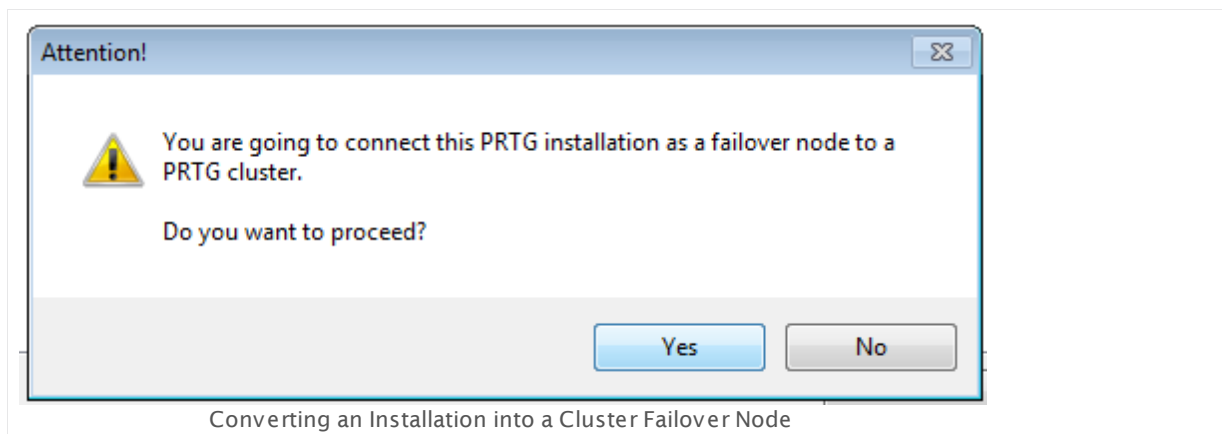 Attention!
You are going to connect this PRTG installation as a failover node to a
PRTG cluster.
Do you want to proceed?
Yes
No
Converting an Installation into a Cluster Failover Node